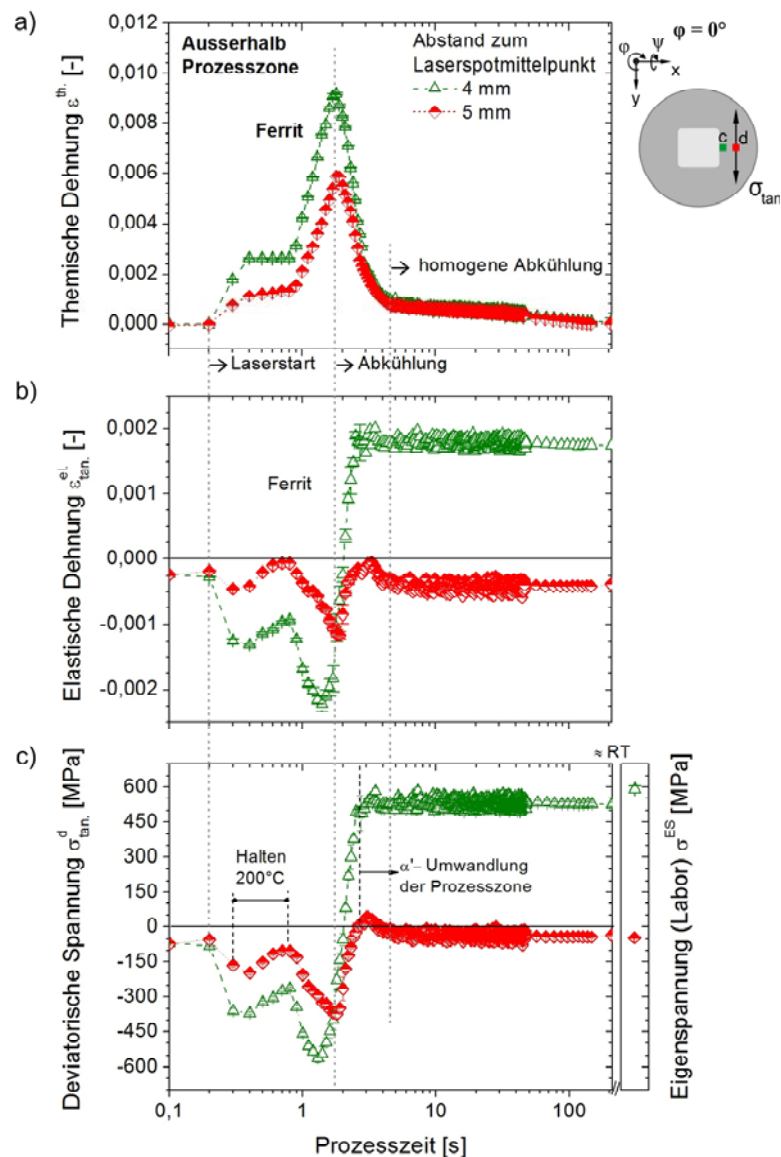 a)
0,012
0,010
0,008
0,006
0,004
0,002
0,000
Themische Dehnung ε^th. [-]
Ausserhalb
Prozesszone
Ferrit
Abstand zum
Laserspotmittelpunkt
4 mm
5 mm
homogene Abkühlung
φ ψ φ = 0°
x
y
c d
σ_tan
Laserstart
Abkühlung
b)
0,002
0,001
0,000
-0,001
-0,002
Elastische Dehnung ε^el._tan. [-]
Ferrit
c)
≈ RT
600
450
300
150
0
-150
-300
-450
-600
Deviatorische Spannung σ^d_tan. [MPa]
Halten
200°C
α'- Umwandlung
der Prozesszone
Eigenspannung (Labor) σ^ES [MPa]
0,1 1 10 100
Prozesszeit [s]